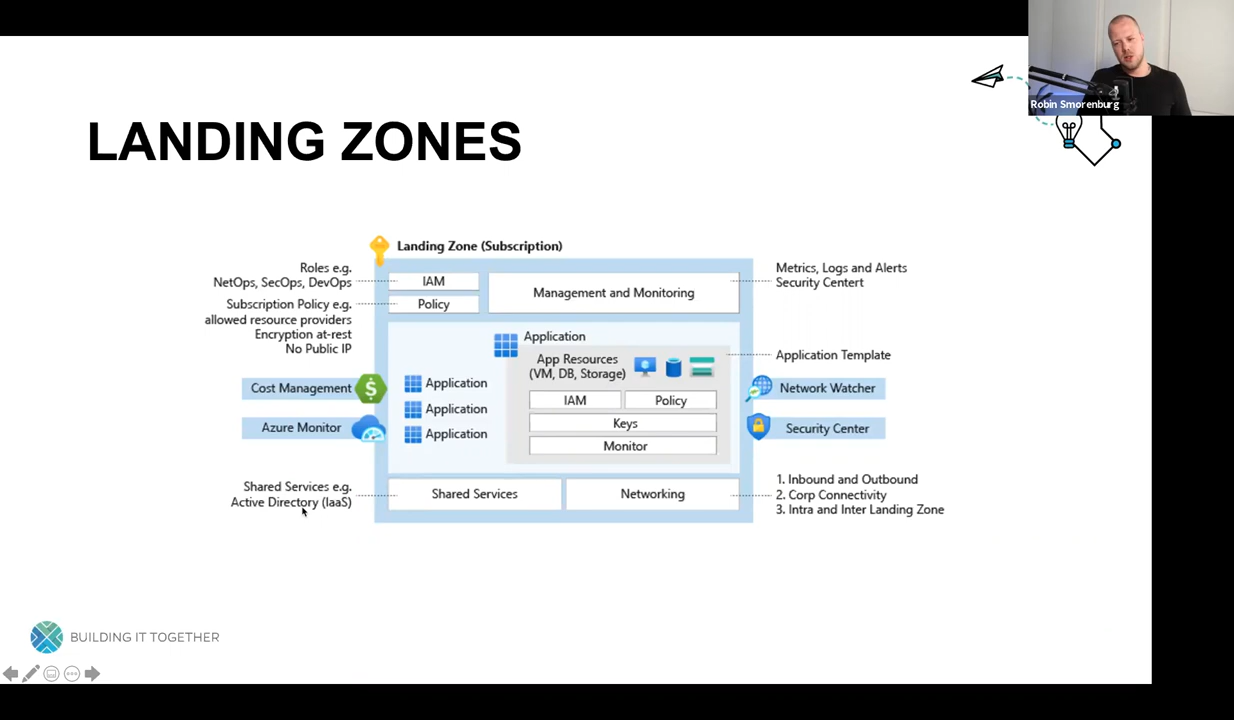 Robin Smorenburg
LANDING ZONES
Landing Zone (Subscription)
Roles e.g.
NetOps, SecOps, DevOps
Subscription Policy e.g.
allowed resource providers
Encryption at-rest
No Public IP
Cost Management
Azure Monitor
Shared Services e.g.
Active Directory (IaaS)
IAM
Policy
Management and Monitoring
Application
App Resources
(VM, DB, Storage)
Application
Application
Application
IAM
Policy
Keys
Monitor
Shared Services
Networking
Metrics, Logs and Alerts
Security Centert
Application Template
Network Watcher
Security Center
1. Inbound and Outbound
2. Corp Connectivity
3. Intra and Inter Landing Zone
BUILDING IT TOGETHER